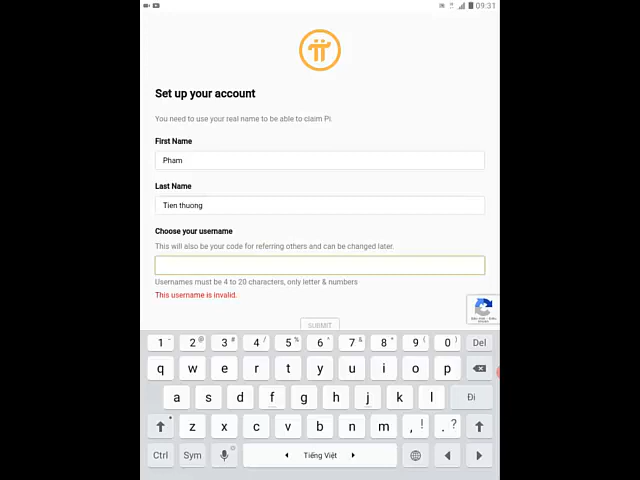 09:31
Set up your account
You need to use your real name to be able to claim Pi.
First Name
Pham
Last Name
Tien thuong
Choose your username
This will also be your code for referring others and can be changed later.
Usernames must be 4 to 20 characters, only letter & numbers
This username is invalid.
SUBMIT
1 - 2 @ 3 # 4 / 5 % 6 ^ 7 & 8 * 9 ( 0 ) Del
q w e r t y u i o p
a s d f g h j k l Đi
z x c v b n m , ! . ?
Ctrl Sym Tiếng Việt